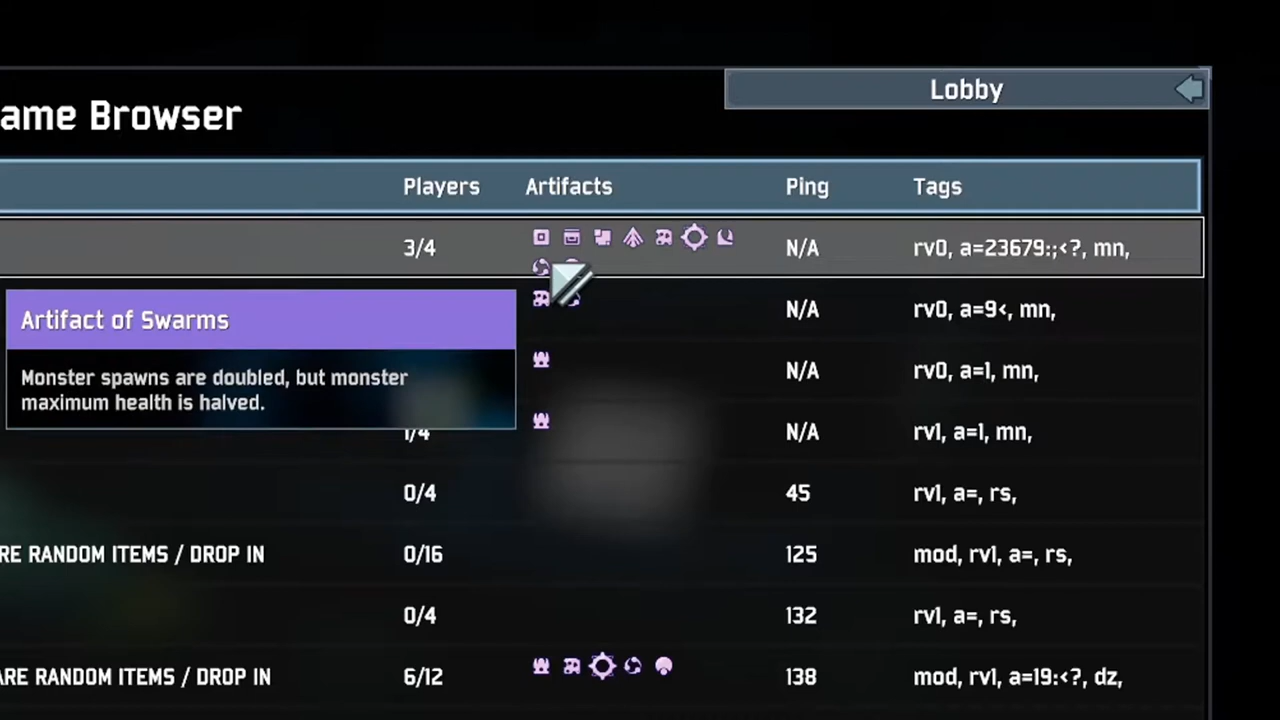 Lobby
ame Browser
Players Artifacts Ping Tags
3/4 N/A rv0, a=23679:;<?, mn,
N/A rv0, a=9<, mn,
Artifact of Swarms
Monster spawns are doubled, but monster
maximum health is halved.
N/A rv0, a=1, mn,
1/4 N/A rv1, a=1, mn,
0/4 45 rv1, a=, rs,
RE RANDOM ITEMS / DROP IN 0/16 125 mod, rv1, a=, rs,
0/4 132 rv1, a=, rs,
ARE RANDOM ITEMS / DROP IN 6/12 138 mod, rv1, a=19:<?, dz,